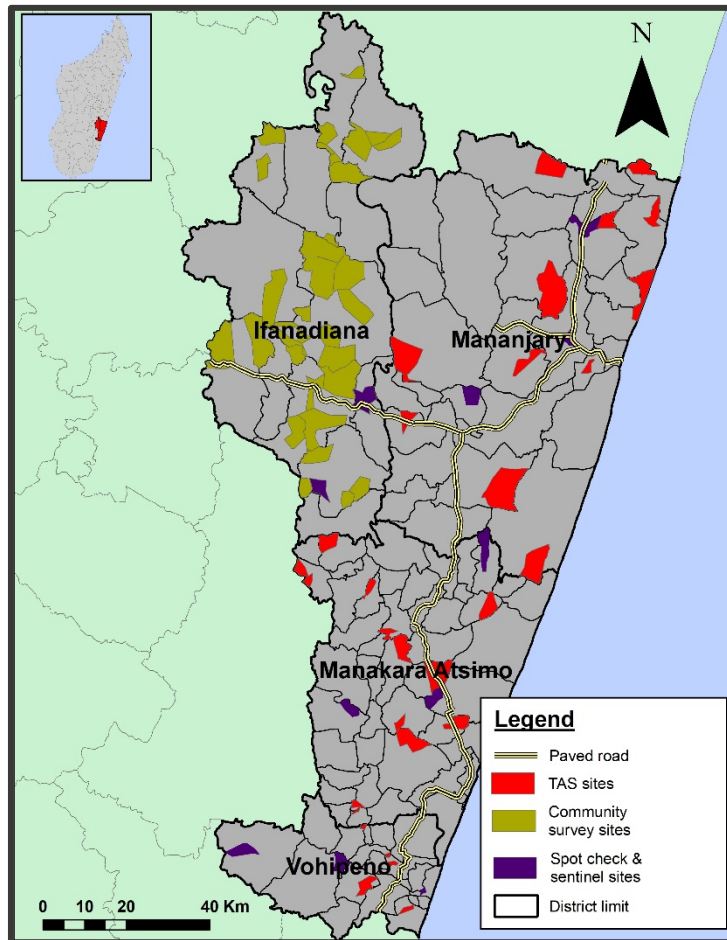 N
Ifanadiana
Mananjary
Manakara Atsimo
Vohipeno
Legend
Paved road
TAS sites
Community
survey sites
Spot check &
sentinel sites
District limit
0 10 20 40 Km